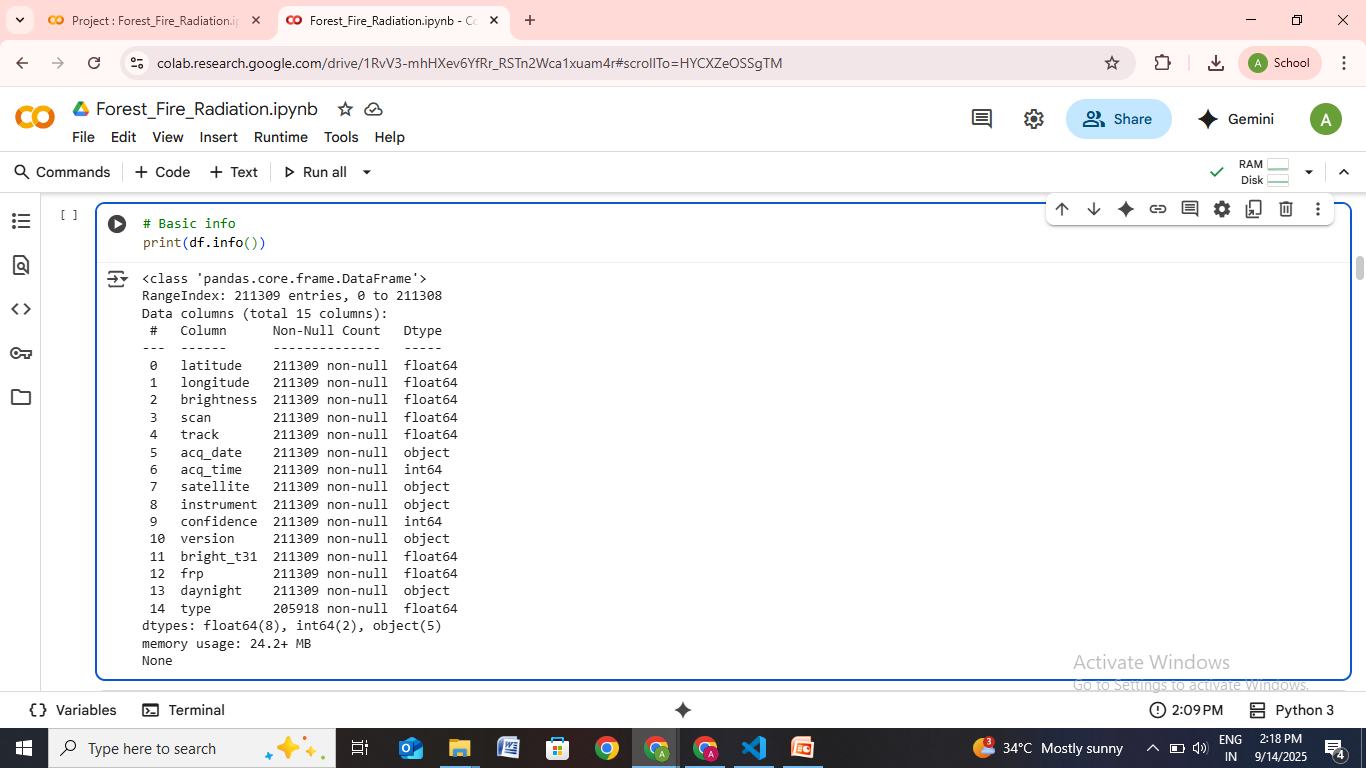 Project : Forest_Fire_Radiation.i
Forest_Fire_Radiation.ipynb - Co
colab.research.google.com/drive/1RvV3-mhHXev6YfRr_RSTn2Wca1xuam4r#scrollTo=HYCXZeOSSgTM
A School
Forest_Fire_Radiation.ipynb
File Edit View Insert Runtime Tools Help
Share
Gemini
A
Commands + Code + Text Run all
RAM
Disk
[ ]
# Basic info
print(df.info())
<class 'pandas.core.frame.DataFrame'>
RangeIndex: 211309 entries, 0 to 211308
Data columns (total 15 columns):
# Column Non-Null Count Dtype
--- ------ -------------- -----
0 latitude 211309 non-null float64
1 longitude 211309 non-null float64
2 brightness 211309 non-null float64
3 scan 211309 non-null float64
4 track 211309 non-null float64
5 acq_date 211309 non-null object
6 acq_time 211309 non-null int64
7 satellite 211309 non-null object
8 instrument 211309 non-null object
9 confidence 211309 non-null int64
10 version 211309 non-null object
11 bright_t31 211309 non-null float64
12 frp 211309 non-null float64
13 daynight 211309 non-null object
14 type 205918 non-null float64
dtypes: float64(8), int64(2), object(5)
memory usage: 24.2+ MB
None
Activate Windows
Go to Settings to activate Windows.
{} Variables Terminal
2:09 PM Python 3
Type here to search
3 34°C Mostly sunny
ENG
IN
2:18 PM
9/14/2025
4